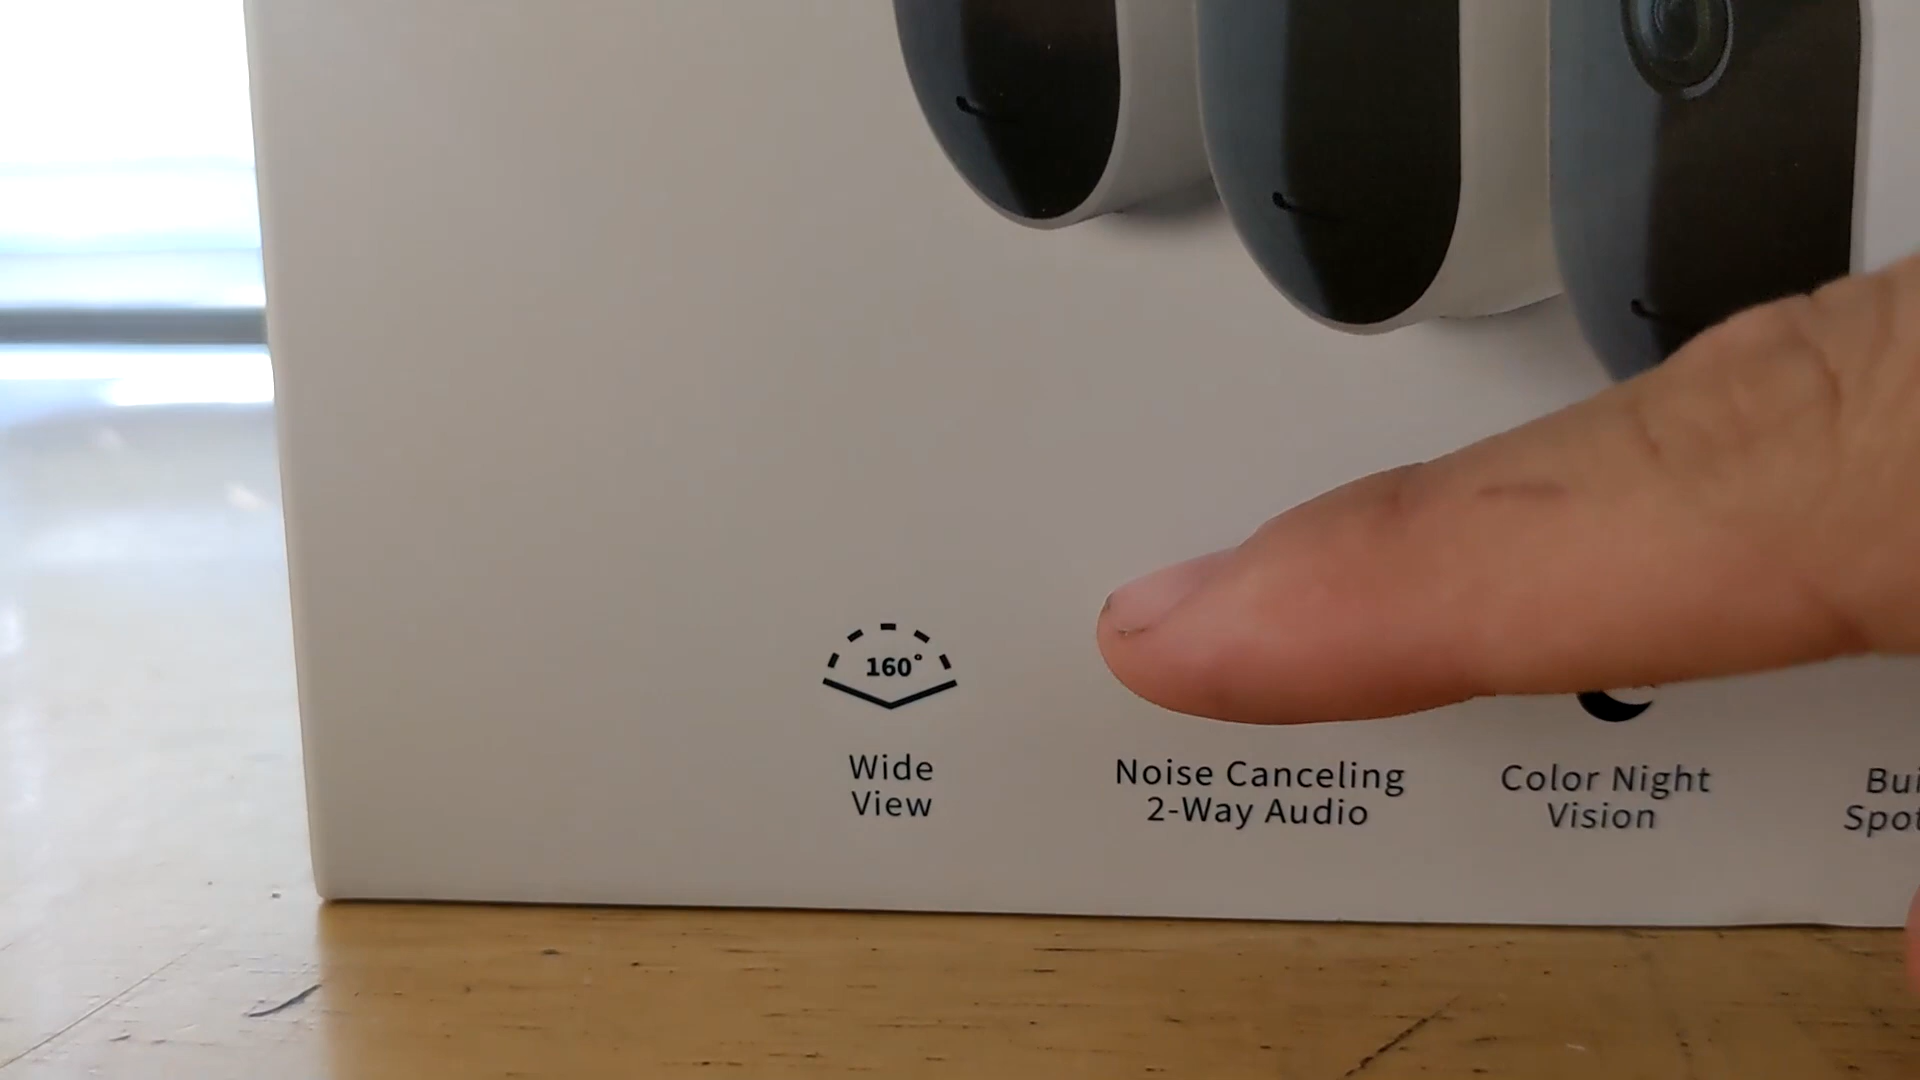 160°
Wide
View
Noise Canceling
2-Way Audio
Color Night
Vision